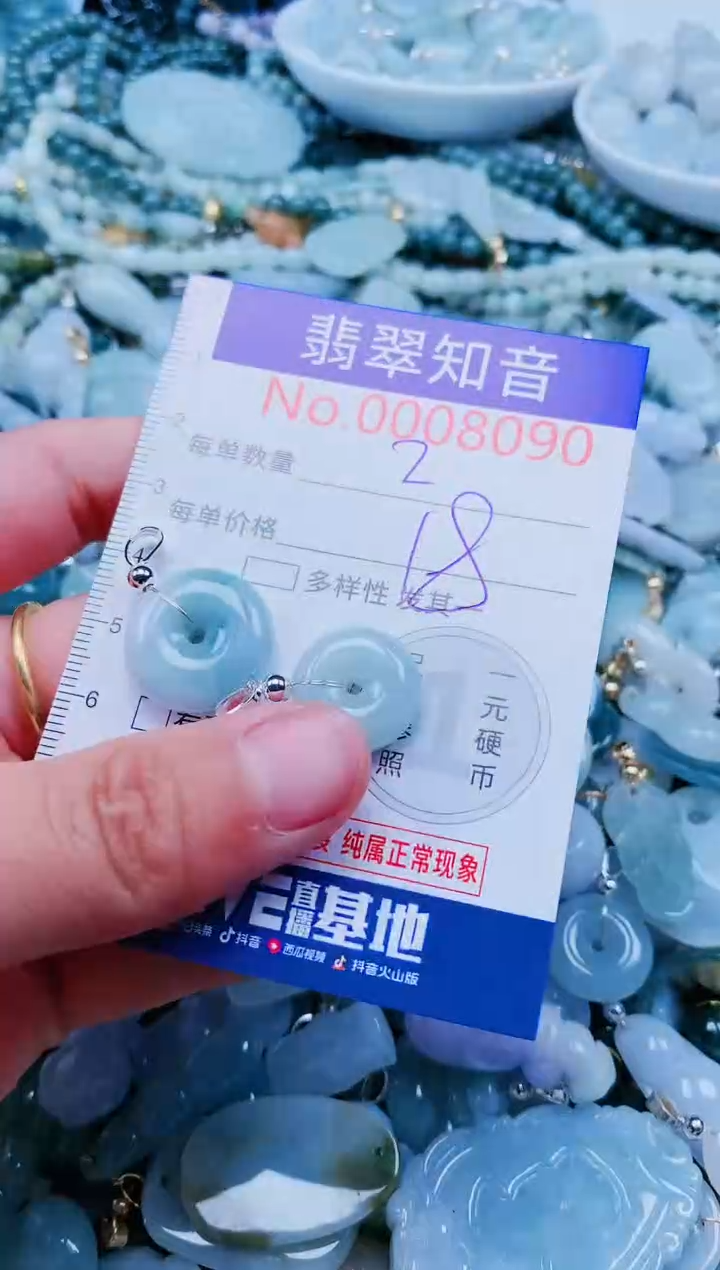 翡翠知音
No.0008090
每单数量 2
每单价格 18
多样性 发其
4
5
6
一元硬币
照
纯属正常现象
直播基地
抖音 西瓜视频 抖音火山版